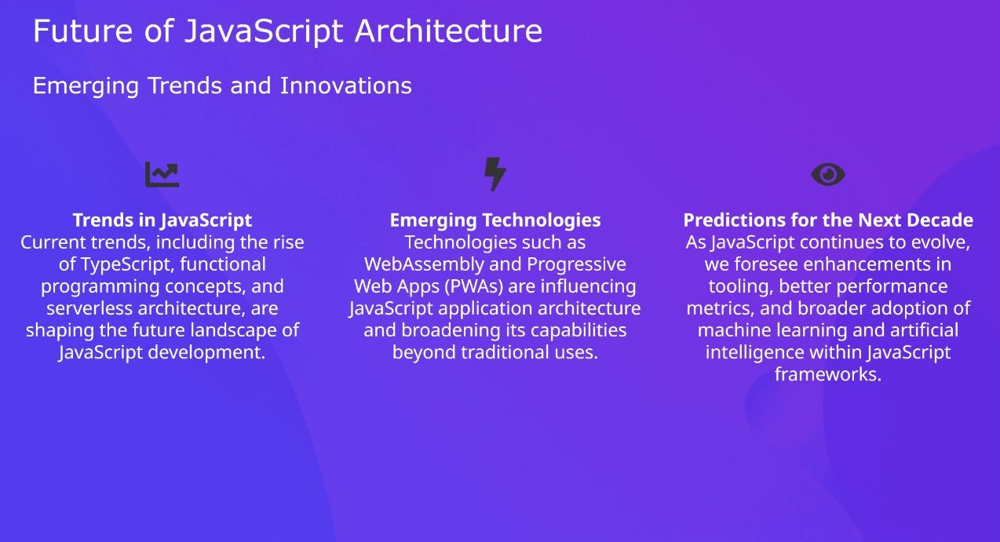 Future of JavaScript Architecture
Emerging Trends and Innovations
Trends in JavaScript
Current trends, including the rise
of TypeScript, functional
programming concepts, and
serverless architecture, are
shaping the future landscape of
JavaScript development.
Emerging Technologies
Technologies such as
WebAssembly and Progressive
Web Apps (PWAs) are influencing
JavaScript application architecture
and broadening its capabilities
beyond traditional uses.
Predictions for the Next Decade
As JavaScript continues to evolve,
we foresee enhancements in
tooling, better performance
metrics, and broader adoption of
machine learning and artificial
intelligence within JavaScript
frameworks.